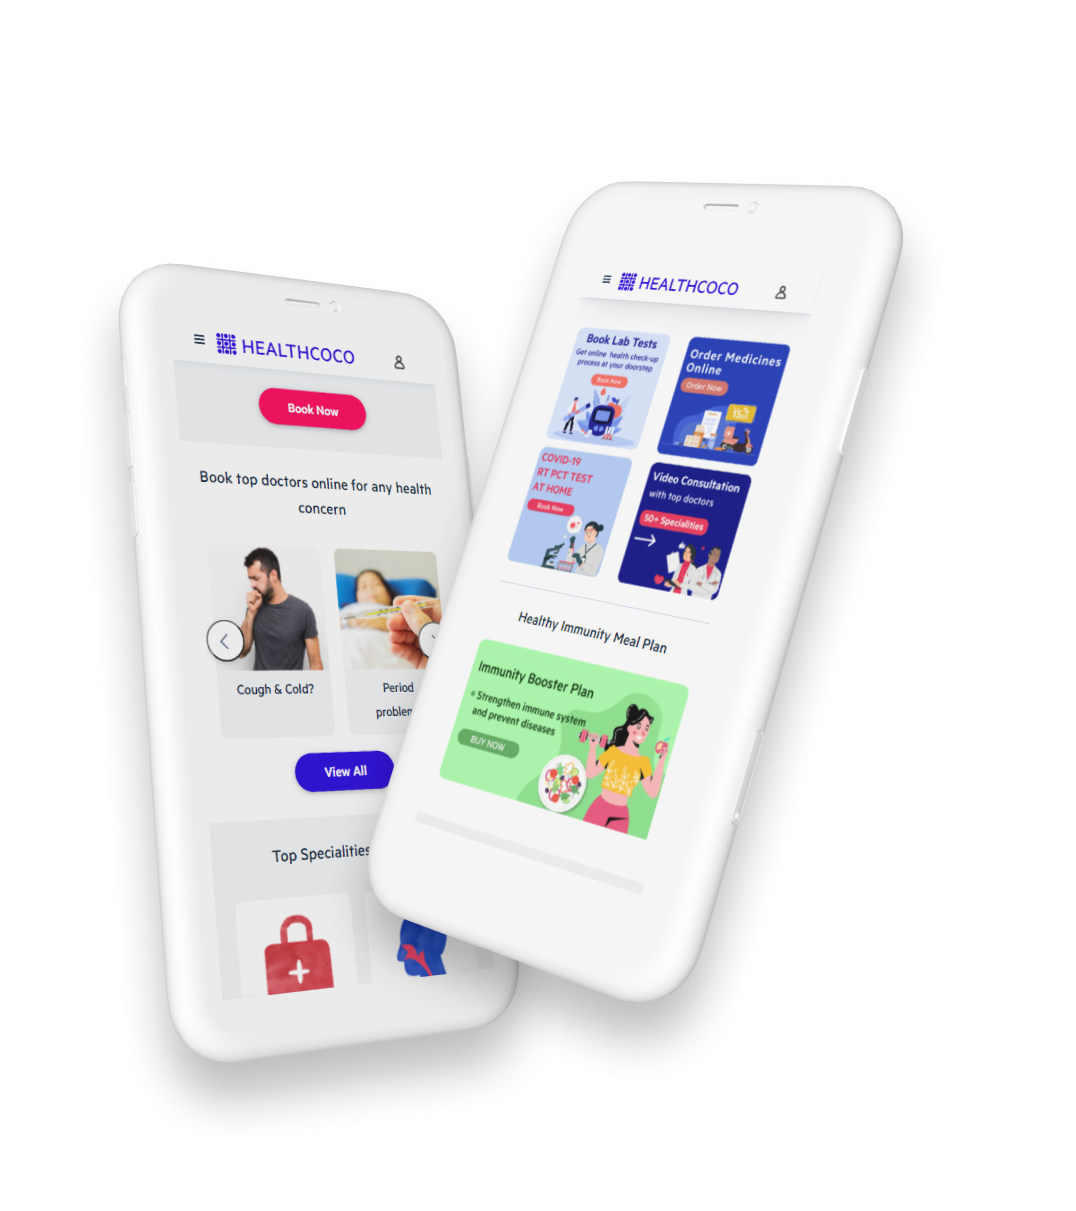 HEALTHCOCO
Book Now
Book top doctors online for any health
concern
Cough & Cold?
Period
View All
Top Specialities
HEALTHCOCO
Book Lab Tests
Get online health check-up
process at your doorstep
Book Now
Order Medicines
Online
Order Now
15%
COVID-19
RT PCT TEST
AT HOME
Book Now
Video Consultation
with top doctors
50+ Specialities
Healthy Immunity Meal Plan
Immunity Booster Plan
• Strengthen immune system
and prevent diseases
BUY NOW